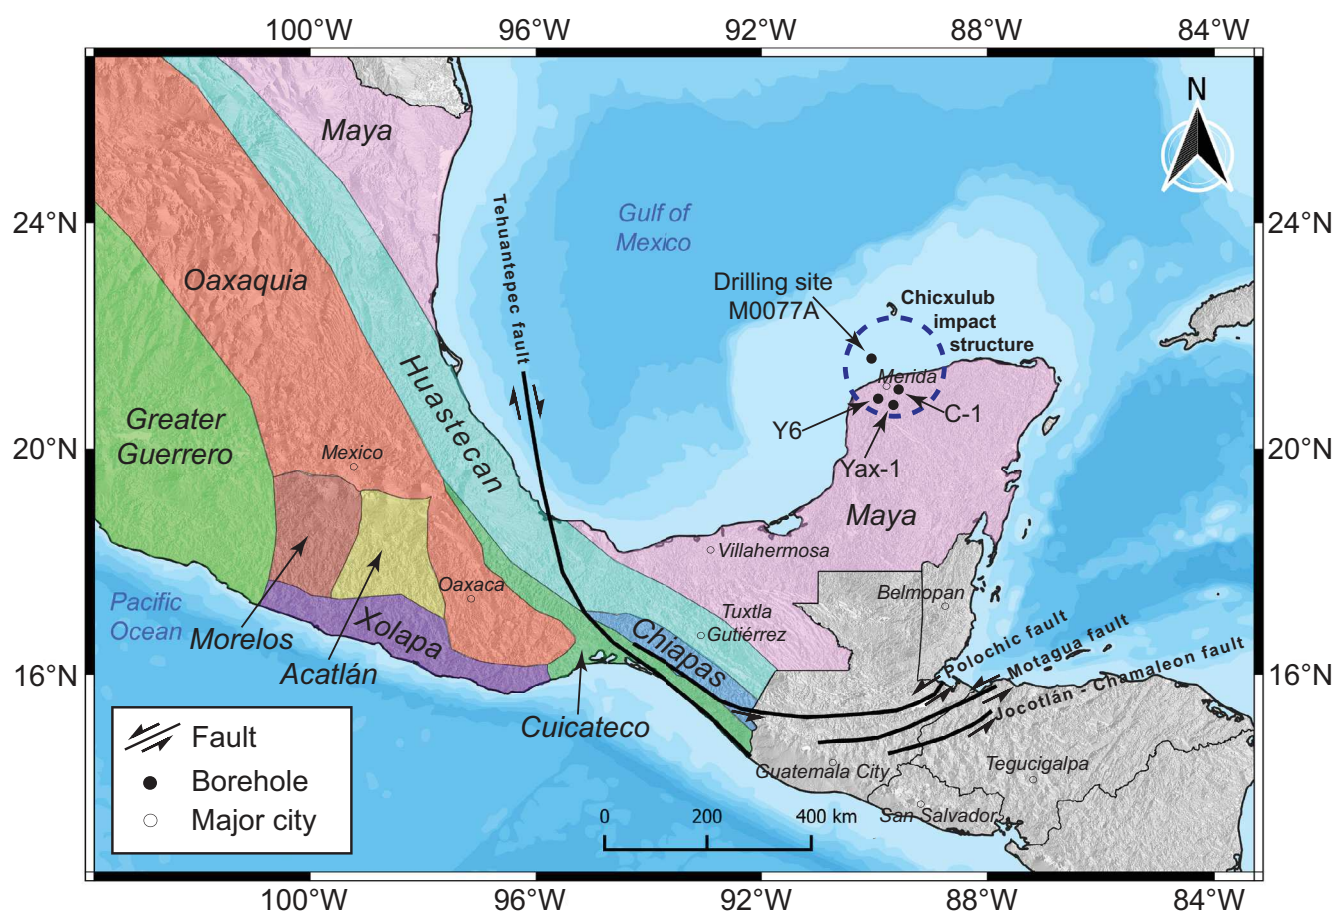 100°W
96°W
92°W
88°W
84°W
N
Maya
Tehuantepec fault
Gulf of
Mexico
24°N
24°N
Oaxaquia
Drilling site
M0077A
Chicxulub
impact
structure
Huastecan
Merida
Greater
Guerrero
C-1
Y6
20°N
20°N
Mexico
Yax-1
Maya
Villahermosa
Oaxaca
Belmopan
Pacific
Ocean
Morelos
Xolapa
Tuxtla
Gutiérrez
Chiapas
Acatlán
Polochic fault
Motagua fault
Jocotlán - Chamaleon fault
16°N
16°N
Cuicateco
Fault
Borehole
Major city
Guatemala City
Tegucigalpa
San Salvador
0
200
400 km
100°W
96°W
92°W
88°W
84°W